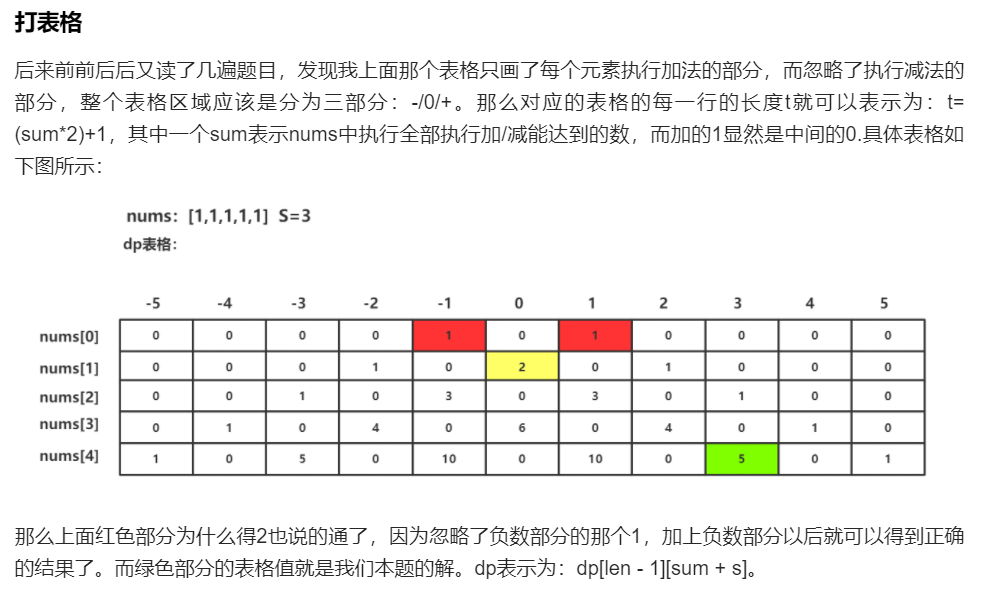 打表格
后来前前后后又读了几遍题目，发现我上面那个表格只画了每个元素执行加法的部分，而忽略了执行减法的
部分，整个表格区域应该是分为三部分：-/0/+。那么对应的表格的每一行的长度t就可以表示为：t=
(sum*2)+1，其中一个sum表示nums中执行全部执行加/减能达到的数，而加的1显然是中间的0.具体表格如
下图所示：
nums：[1,1,1,1,1] S=3
dp表格：
-5 -4 -3 -2 -1 0 1 2 3 4 5
nums[0] 0 0 0 0 1 0 1 0 0 0 0
nums[1] 0 0 0 1 0 2 0 1 0 0 0
nums[2] 0 0 1 0 3 0 3 0 1 0 0
nums[3] 0 1 0 4 0 6 0 4 0 1 0
nums[4] 1 0 5 0 10 0 10 0 5 0 1
那么上面红色部分为什么得2也说的通了，因为忽略了负数部分的那个1，加上负数部分以后就可以得到正确
的结果了。而绿色部分的表格值就是我们本题的解。dp表示为：dp[len - 1][sum + s]。